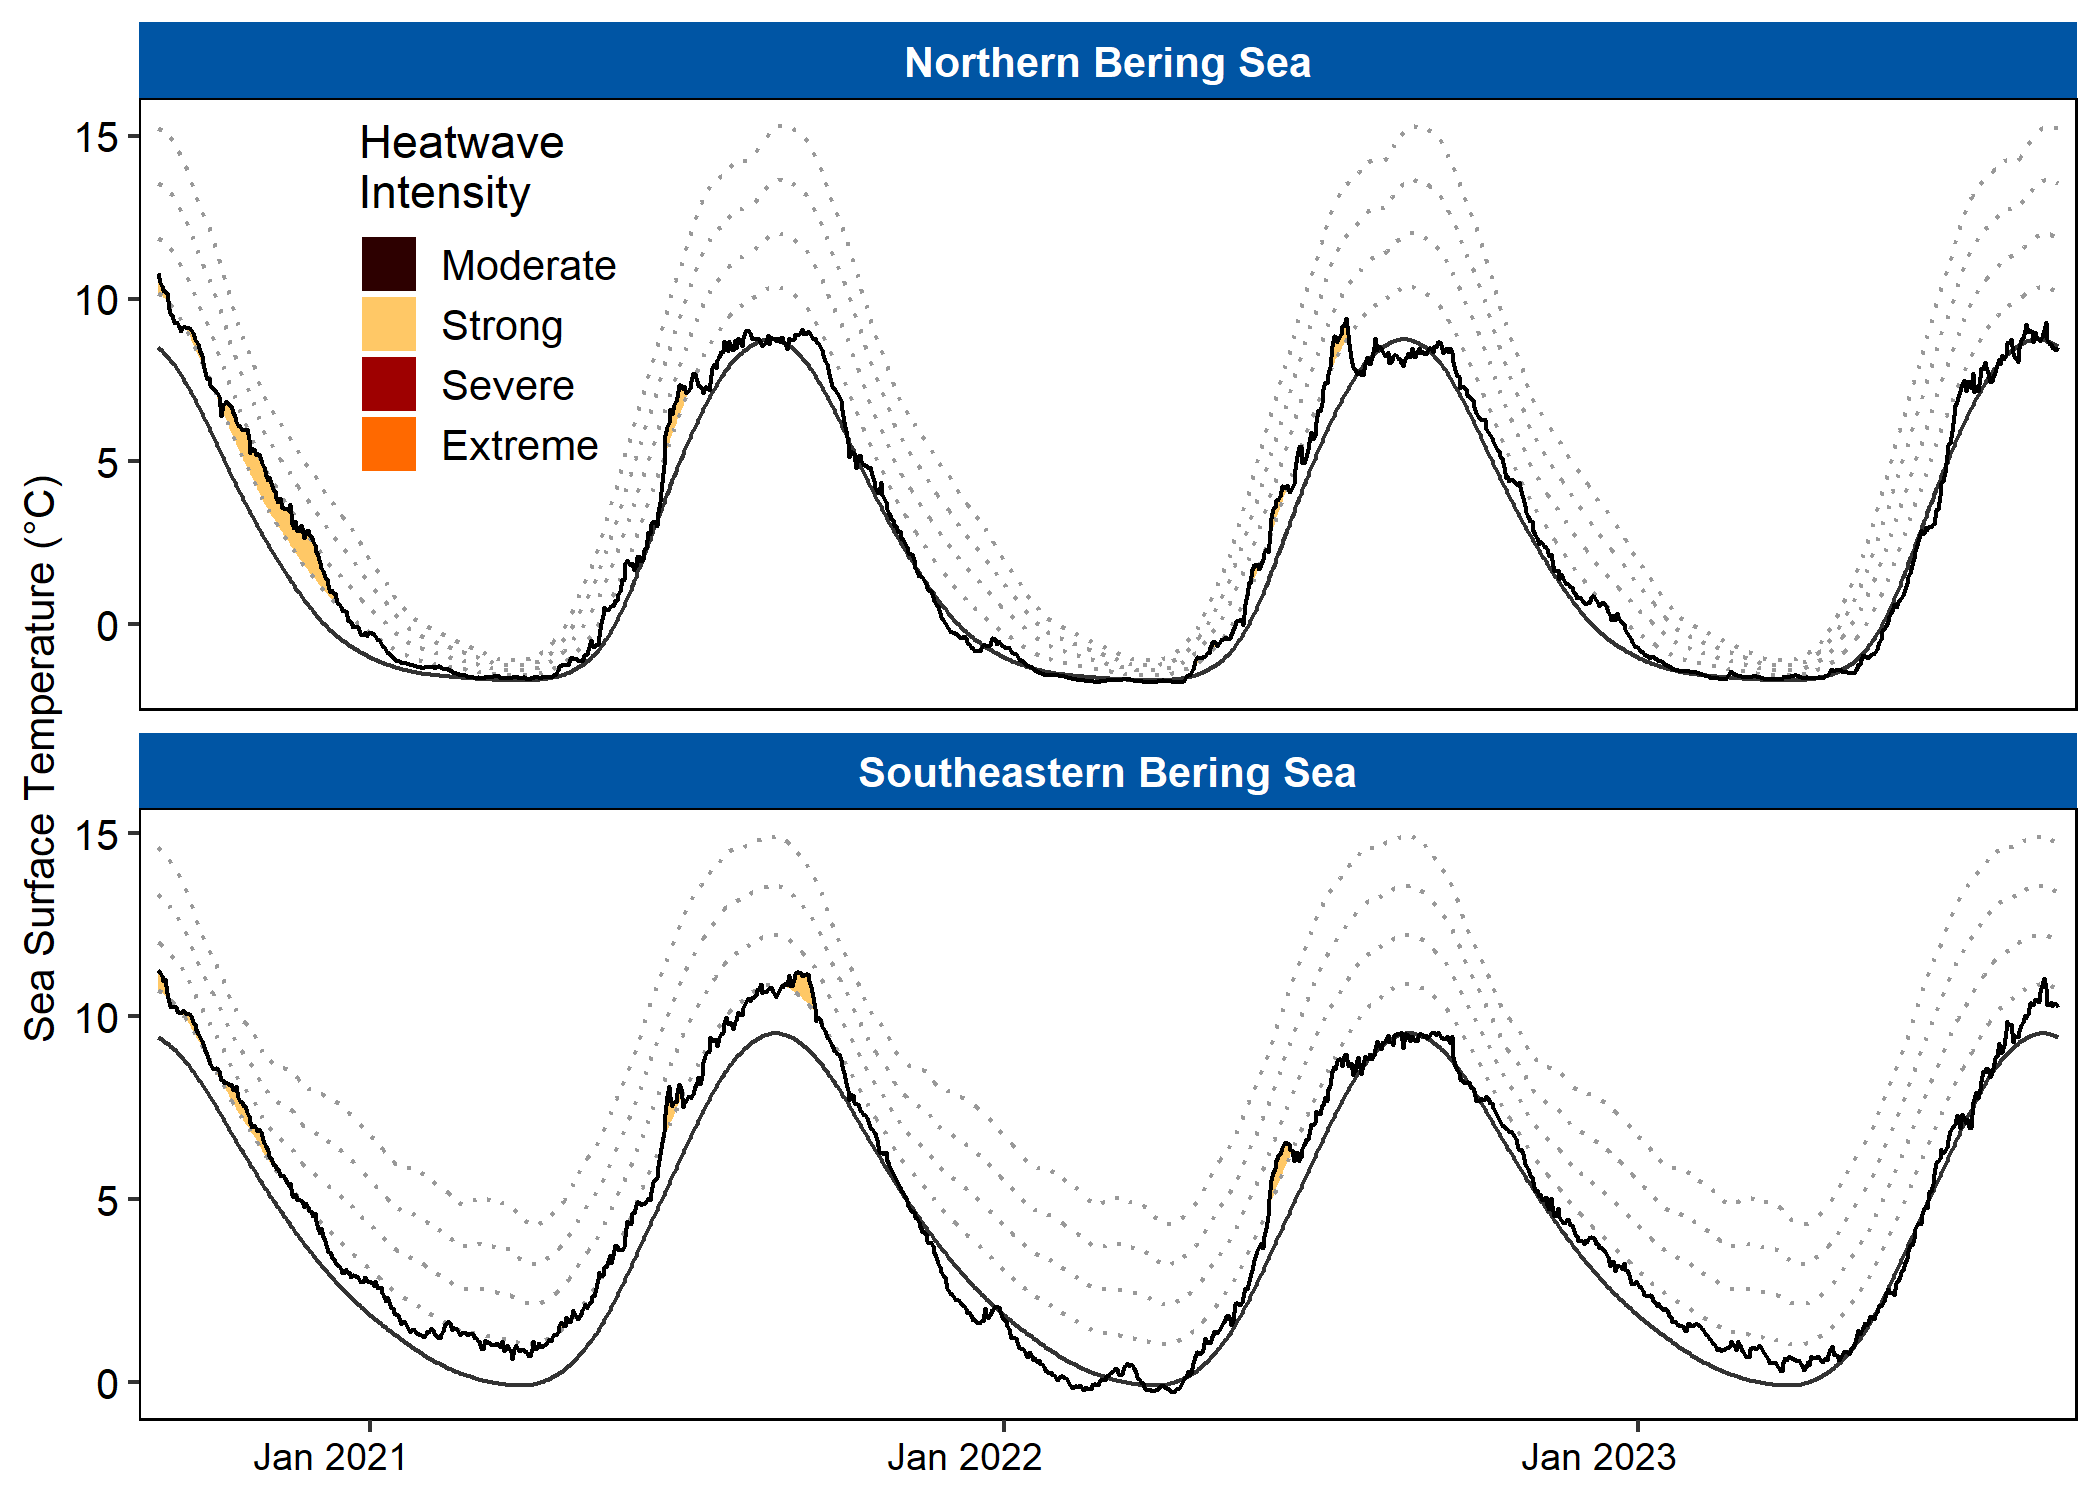 Northern Bering Sea
Heatwave
Intensity
Moderate
Strong
Severe
Extreme
15
10
5
0
Sea Surface Temperature (°C)
Southeastern Bering Sea
15
10
5
0
Jan 2021
Jan 2022
Jan 2023